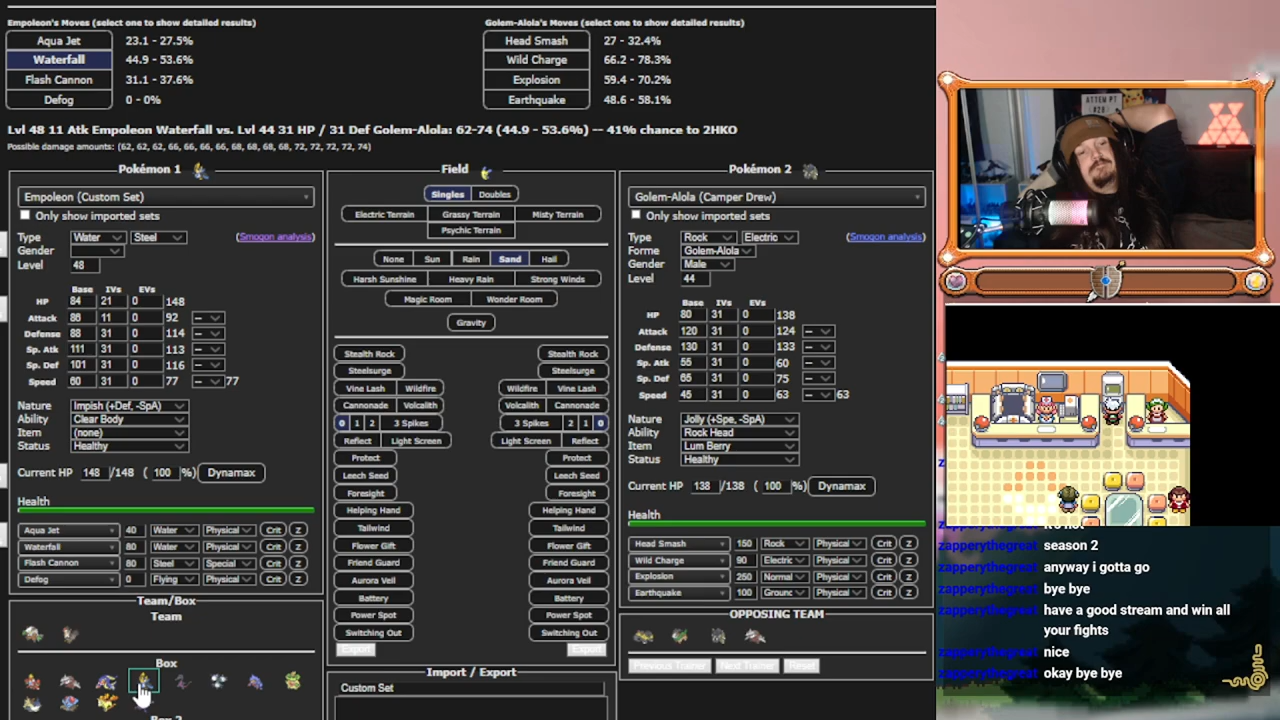 Empoleon's Moves (select one to show detailed results)
Aqua Jet 23.1 - 27.5%
Waterfall 44.9 - 53.6%
Flash Cannon 31.1 - 37.6%
Defog 0 - 0%
Golem-Alola's Moves (select one to show detailed results)
Head Smash 27 - 32.4%
Wild Charge 66.2 - 78.3%
Explosion 59.4 - 70.2%
Earthquake 48.6 - 58.1%
Lvl 48 11 Atk Empoleon Waterfall vs. Lvl 44 31 HP / 31 Def Golem-Alola: 62-74 (44.9 - 53.6%) -- 41% chance to 2HKO
Possible damage amounts: (62, 62, 62, 66, 66, 66, 66, 68, 68, 68, 68, 72, 72, 72, 72, 74)
Pokémon 1
Empoleon (Custom Set)
Only show imported sets
Type Water Steel (Smogon analysis)
Gender
Level 48
Base IVs EVs
HP 84 21 0 148
Attack 86 11 0 92 --
Defense 88 31 0 114 --
Sp. Atk 111 31 0 113 --
Sp. Def 101 31 0 116 --
Speed 60 31 0 77 -- 77
Nature Impish (+Def, -SpA)
Ability Clear Body
Item (none)
Status Healthy
Current HP 148 /148 ( 100 %) Dynamax
Health
Aqua Jet 40 Water Physical Crit Z
Waterfall 80 Water Physical Crit Z
Flash Cannon 80 Steel Special Crit Z
Defog 0 Flying Physical Crit Z
Team/Box
Team
Box
Box 2
Field
Singles Doubles
Electric Terrain Grassy Terrain Misty Terrain
Psychic Terrain
None Sun Rain Sand Hail
Harsh Sunshine Heavy Rain Strong Winds
Magic Room Wonder Room
Gravity
Stealth Rock Stealth Rock
Steelsurge Steelsurge
Vine Lash Wildfire Wildfire Vine Lash
Cannonade Volcalith Volcalith Cannonade
0 1 2 3 Spikes 3 Spikes 2 1 0
Reflect Light Screen Light Screen Reflect
Protect Protect
Leech Seed Leech Seed
Foresight Foresight
Helping Hand Helping Hand
Tailwind Tailwind
Flower Gift Flower Gift
Friend Guard Friend Guard
Aurora Veil Aurora Veil
Battery Battery
Power Spot Power Spot
Switching Out Switching Out
Export Export
Import / Export
Custom Set
Pokémon 2
Golem-Alola (Camper Drew)
Only show imported sets
Type Rock Electric (Smogon analysis)
Forme Golem-Alola
Gender Male
Level 44
Base IVs EVs
HP 80 31 0 138
Attack 120 31 0 124 --
Defense 130 31 0 133 --
Sp. Atk 55 31 0 60 --
Sp. Def 65 31 0 75 --
Speed 45 31 0 63 -- 63
Nature Jolly (+Spe, -SpA)
Ability Rock Head
Item Lum Berry
Status Healthy
Current HP 138 /138 ( 100 %) Dynamax
Health
Head Smash 150 Rock Physical Crit Z
Wild Charge 90 Electric Physical Crit Z
Explosion 250 Normal Physical Crit Z
Earthquake 100 Ground Physical Crit Z
OPPOSING TEAM
Previous Trainer Next Trainer Reset
ATTEM
PT
#28
zapperythegreat it's hot
zapperythegreat season 2
zapperythegreat anyway i gotta go
zapperythegreat bye bye
zapperythegreat have a good stream and win all
your fights
zapperythegreat nice
zapperythegreat okay bye bye